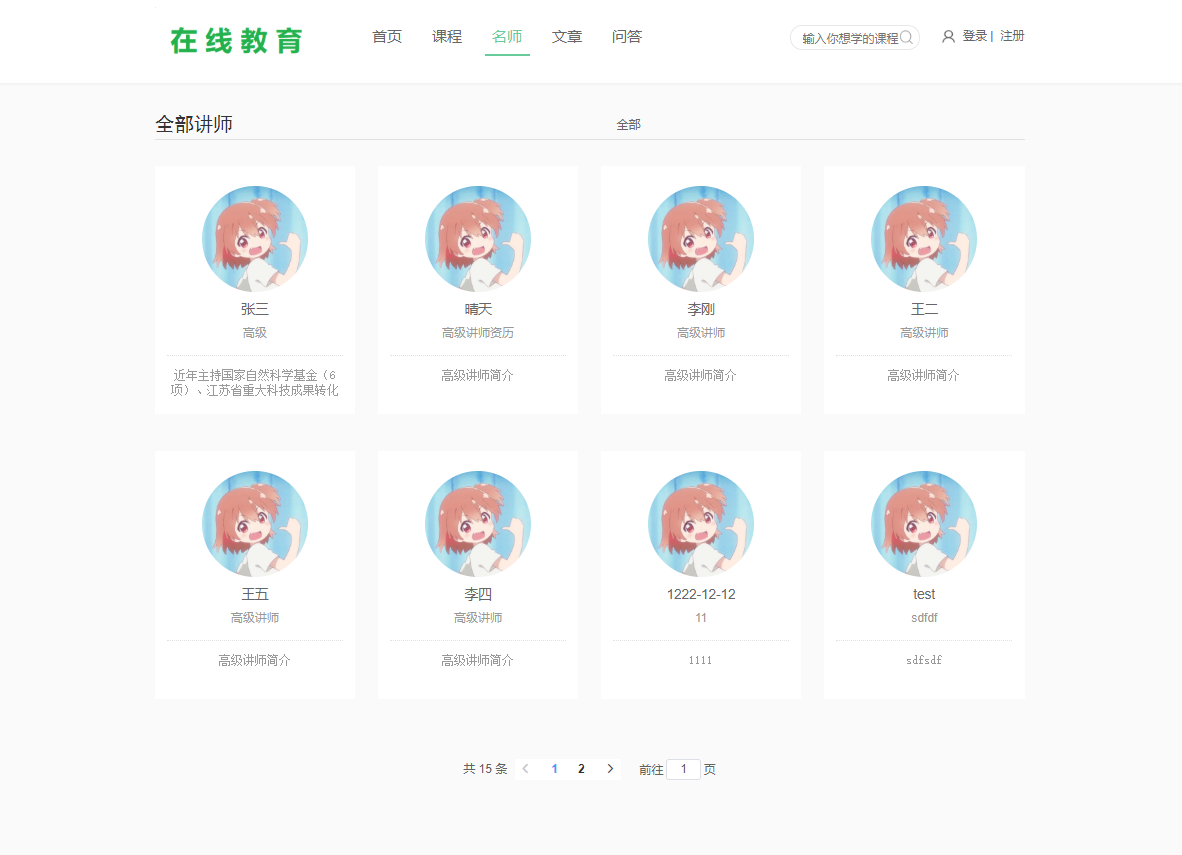 在线教育 首页 课程 名师 文章 问答 输入你想学的课程 登录 | 注册
全部讲师 全部
张三 晴天 李刚 王二
高级 高级讲师资历 高级讲师 高级讲师
近年主持国家自然科学基金（6 高级讲师简介 高级讲师简介 高级讲师简介
项）、江苏省重大科技成果转化
王五 李四 1222-12-12 test
高级讲师 高级讲师 11 sdfdf
高级讲师简介 高级讲师简介 1111 sdfsdf
共 15 条 1 2 前往 1 页